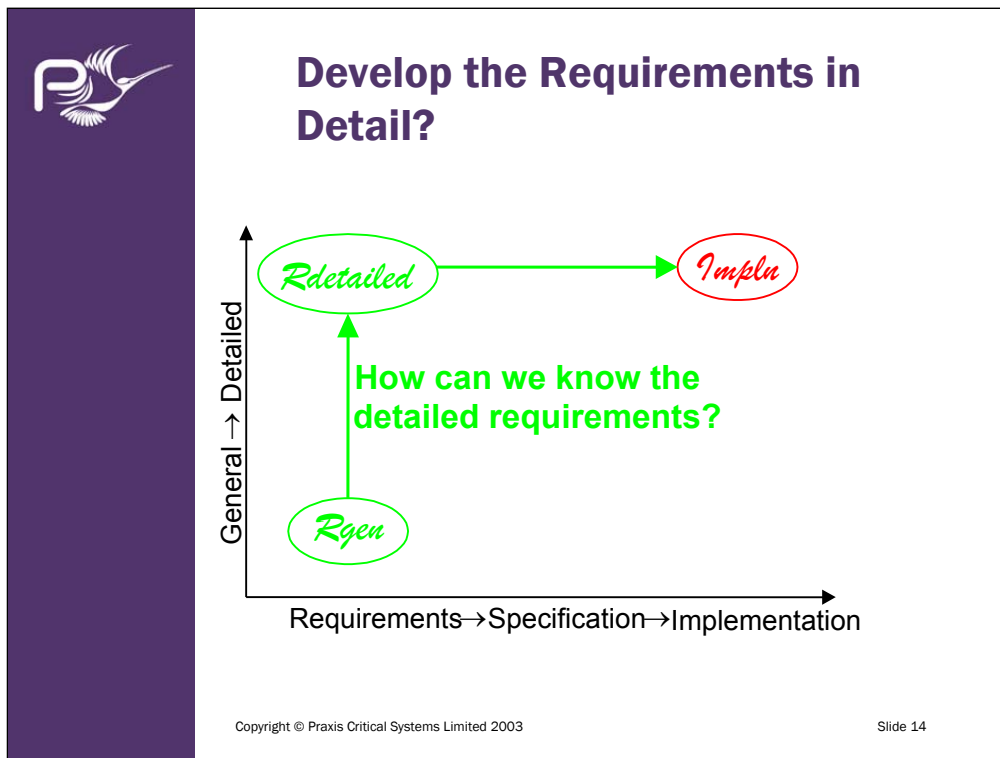 P
Develop the Requirements in
Detail?
General → Detailed
Rdetailed
Impln
How can we know the
detailed requirements?
Rgen
Requirements→Specification→Implementation
Copyright © Praxis Critical Systems Limited 2003
Slide 14